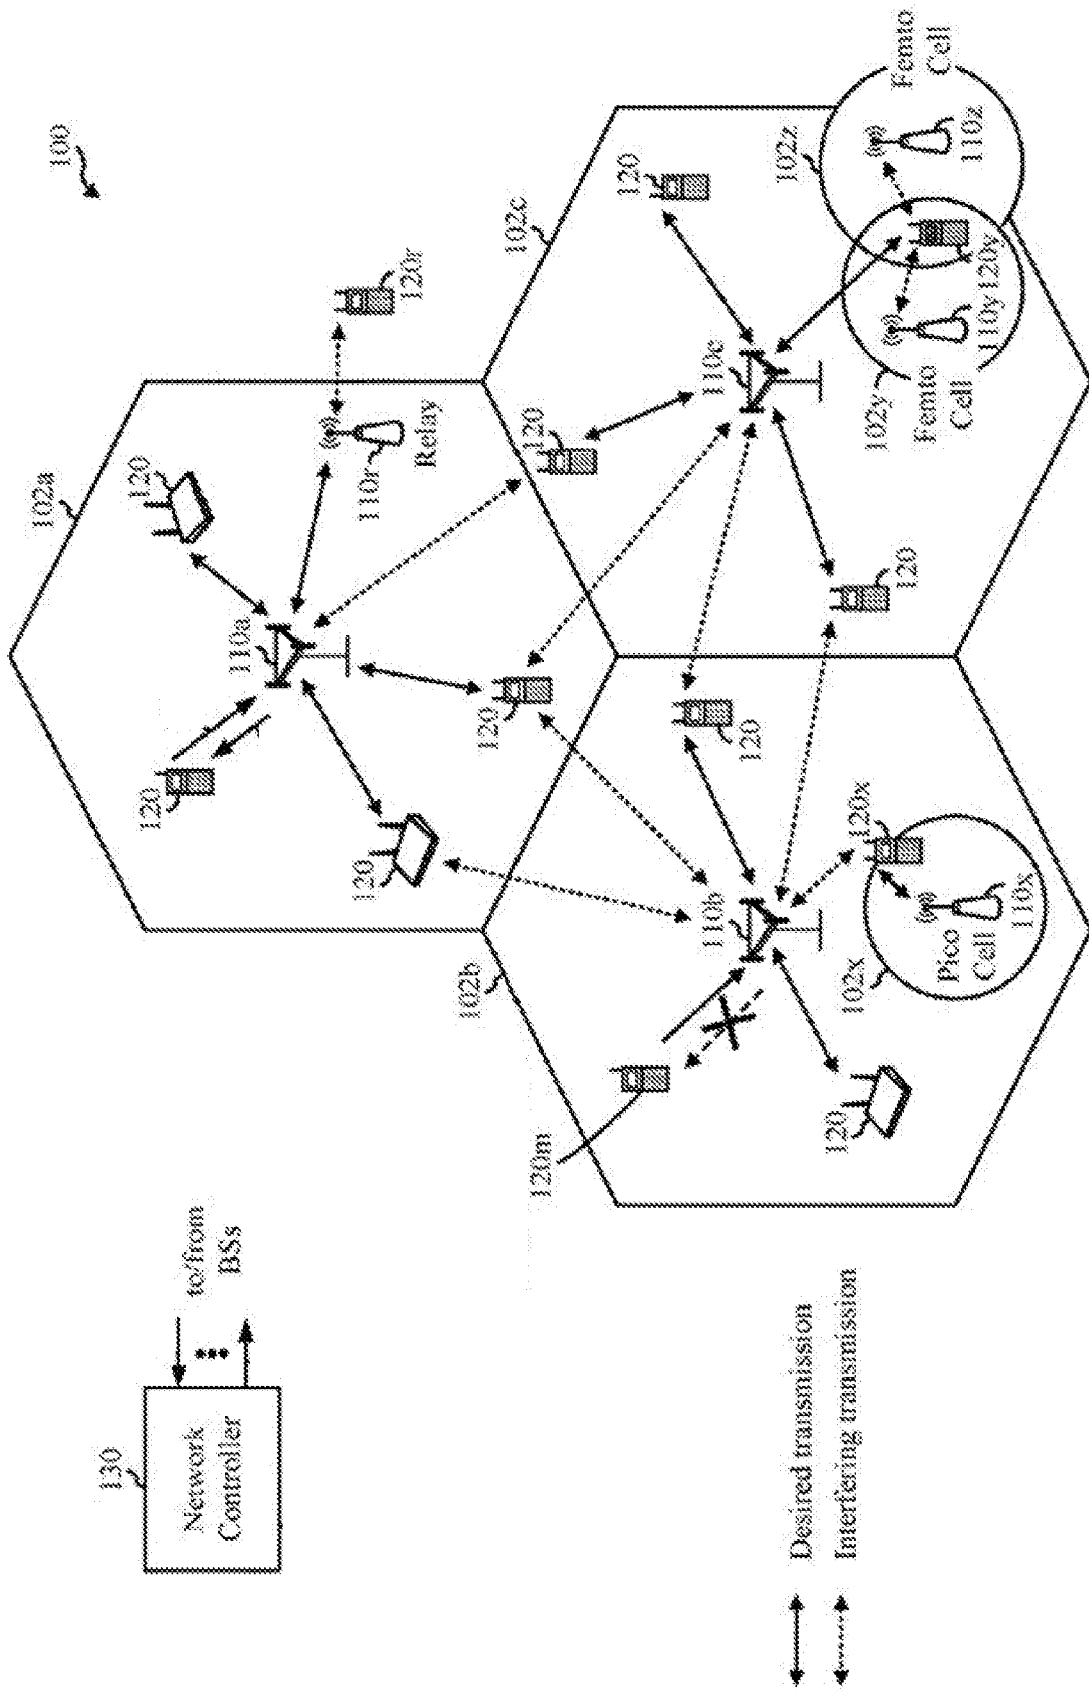 100
130
Network
Controller
to/from
BSs
102a
120
110a
120
120
120
110r
Relay
120r
102b
120m
110b
120
120
120x
102x
Pico
Cell
110x
102c
120
120
110c
120
102y
Femto
Cell
110y
120y
102z
110z
Femto
Cell
Desired transmission
Interfering transmission